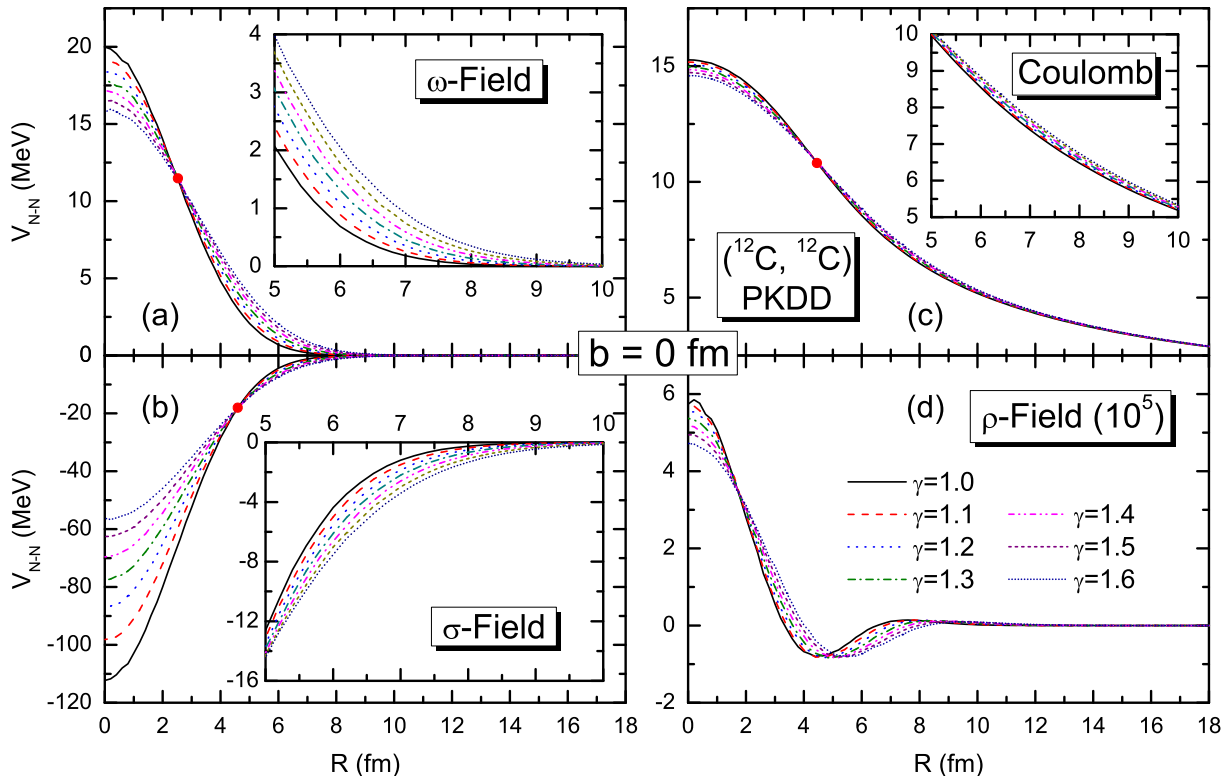 (a)
ω-Field
V_N-N (MeV)
20
15
10
5
0
4
3
2
1
0
5 6 7 8 9 10
(c)
Coulomb
(¹²C, ¹²C)
PKDD
V_N-N (MeV)
15
10
5
10
9
8
7
6
5
5 6 7 8 9 10
b = 0 fm
(b)
σ-Field
V_N-N (MeV)
-20
-40
-60
-80
-100
-120
5 6 7 8 9 10
0
-4
-8
-12
-16
0 2 4 6 8 10 12 14 16 18
R (fm)
(d)
ρ-Field (10⁵)
6
4
2
0
-2
γ=1.0
γ=1.1
γ=1.2
γ=1.3
γ=1.4
γ=1.5
γ=1.6
0 2 4 6 8 10 12 14 16 18
R (fm)